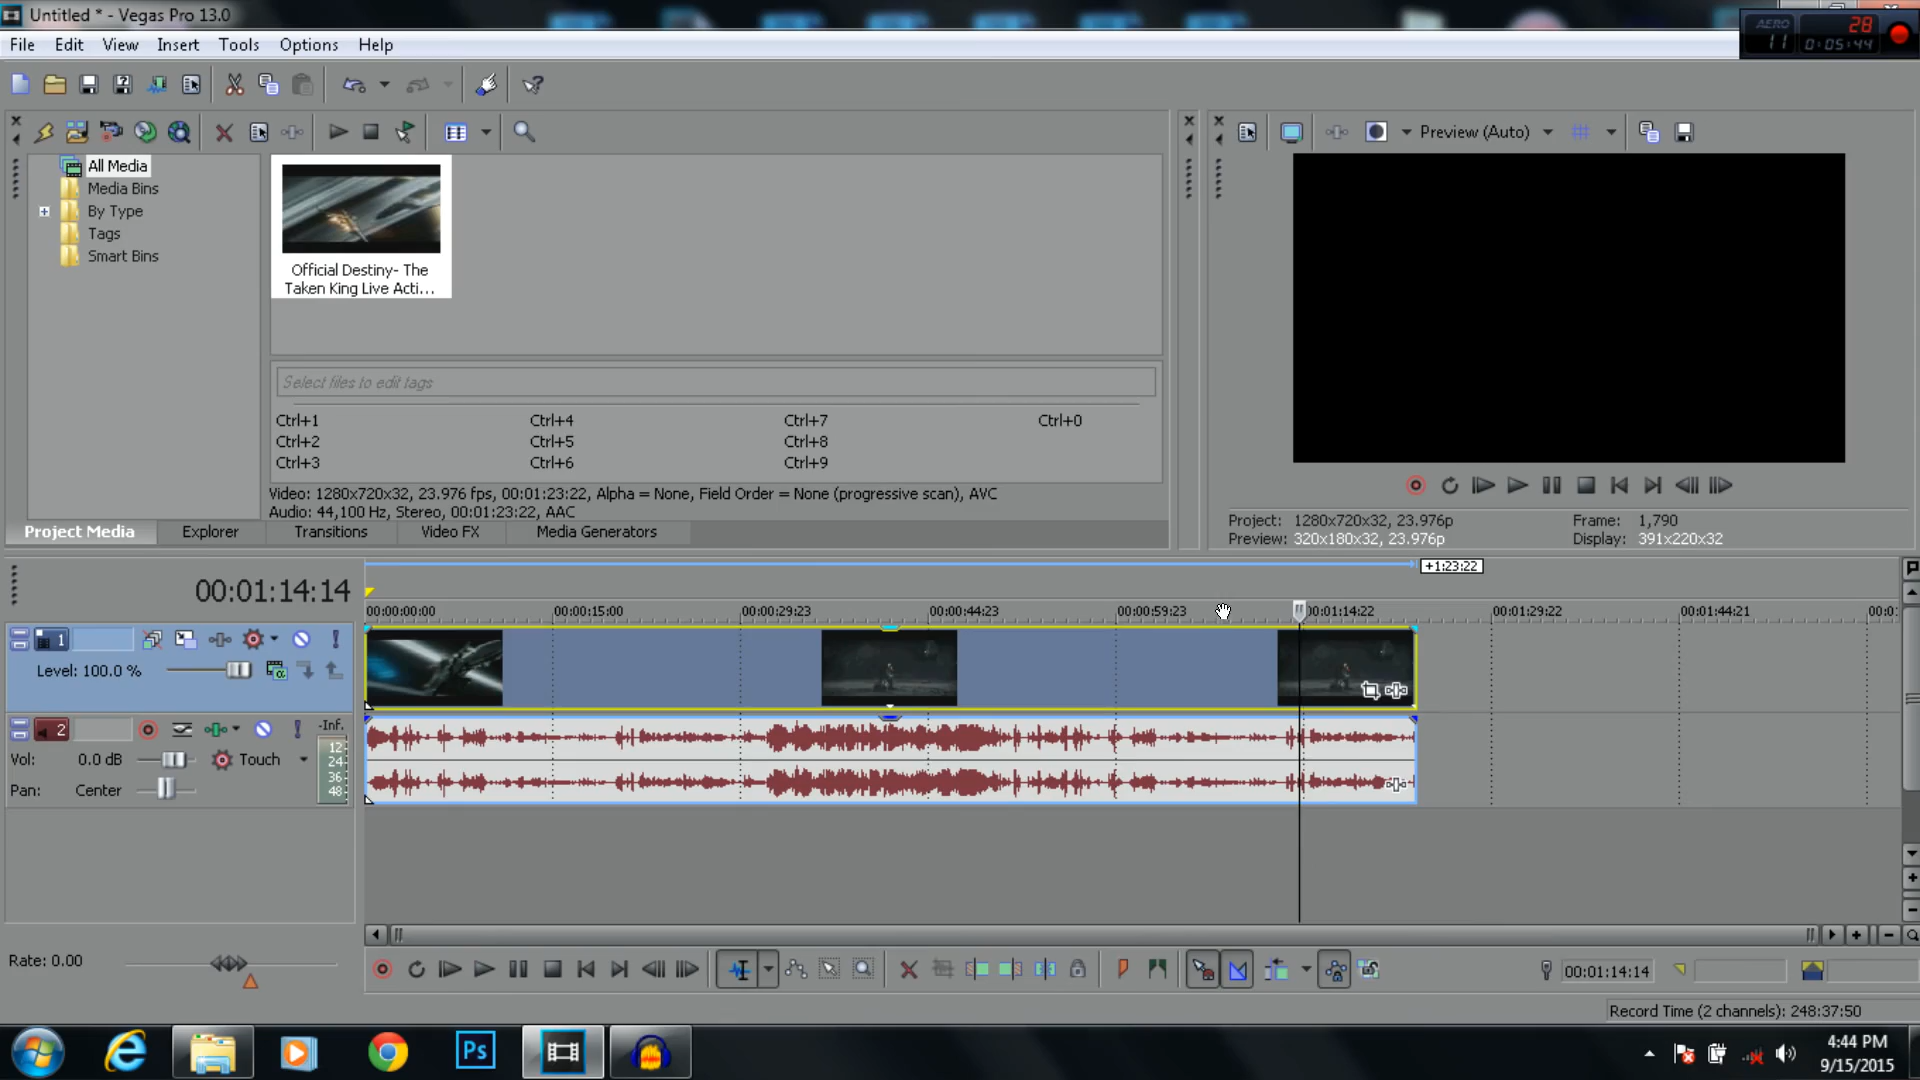 Untitled * - Vegas Pro 13.0
AERO 28
11 0:05:44
File Edit View Insert Tools Options Help
Preview (Auto)
All Media
Media Bins
By Type
Tags
Smart Bins
Official Destiny- The
Taken King Live Acti...
Select files to edit tags
Ctrl+1 Ctrl+4 Ctrl+7 Ctrl+0
Ctrl+2 Ctrl+5 Ctrl+8
Ctrl+3 Ctrl+6 Ctrl+9
Video: 1280x720x32, 23.976 fps, 00:01:23:22, Alpha = None, Field Order = None (progressive scan), AVC
Audio: 44,100 Hz, Stereo, 00:01:23:22, AAC
Project: 1280x720x32, 23.976p Frame: 1,790
Preview: 320x180x32, 23.976p Display: 391x220x32
Project Media Explorer Transitions Video FX Media Generators
+1:23:22
00:01:14:14
00:00:00:00 00:00:15:00 00:00:29:23 00:00:44:23 00:00:59:23 00:01:14:22 00:01:29:22 00:01:44:21 00:0
1
Level: 100.0 %
2 -Inf.
12
Vol: 0.0 dB Touch 24
36
Pan: Center 48
Rate: 0.00
00:01:14:14
Record Time (2 channels): 248:37:50
Ps
4:44 PM
9/15/2015